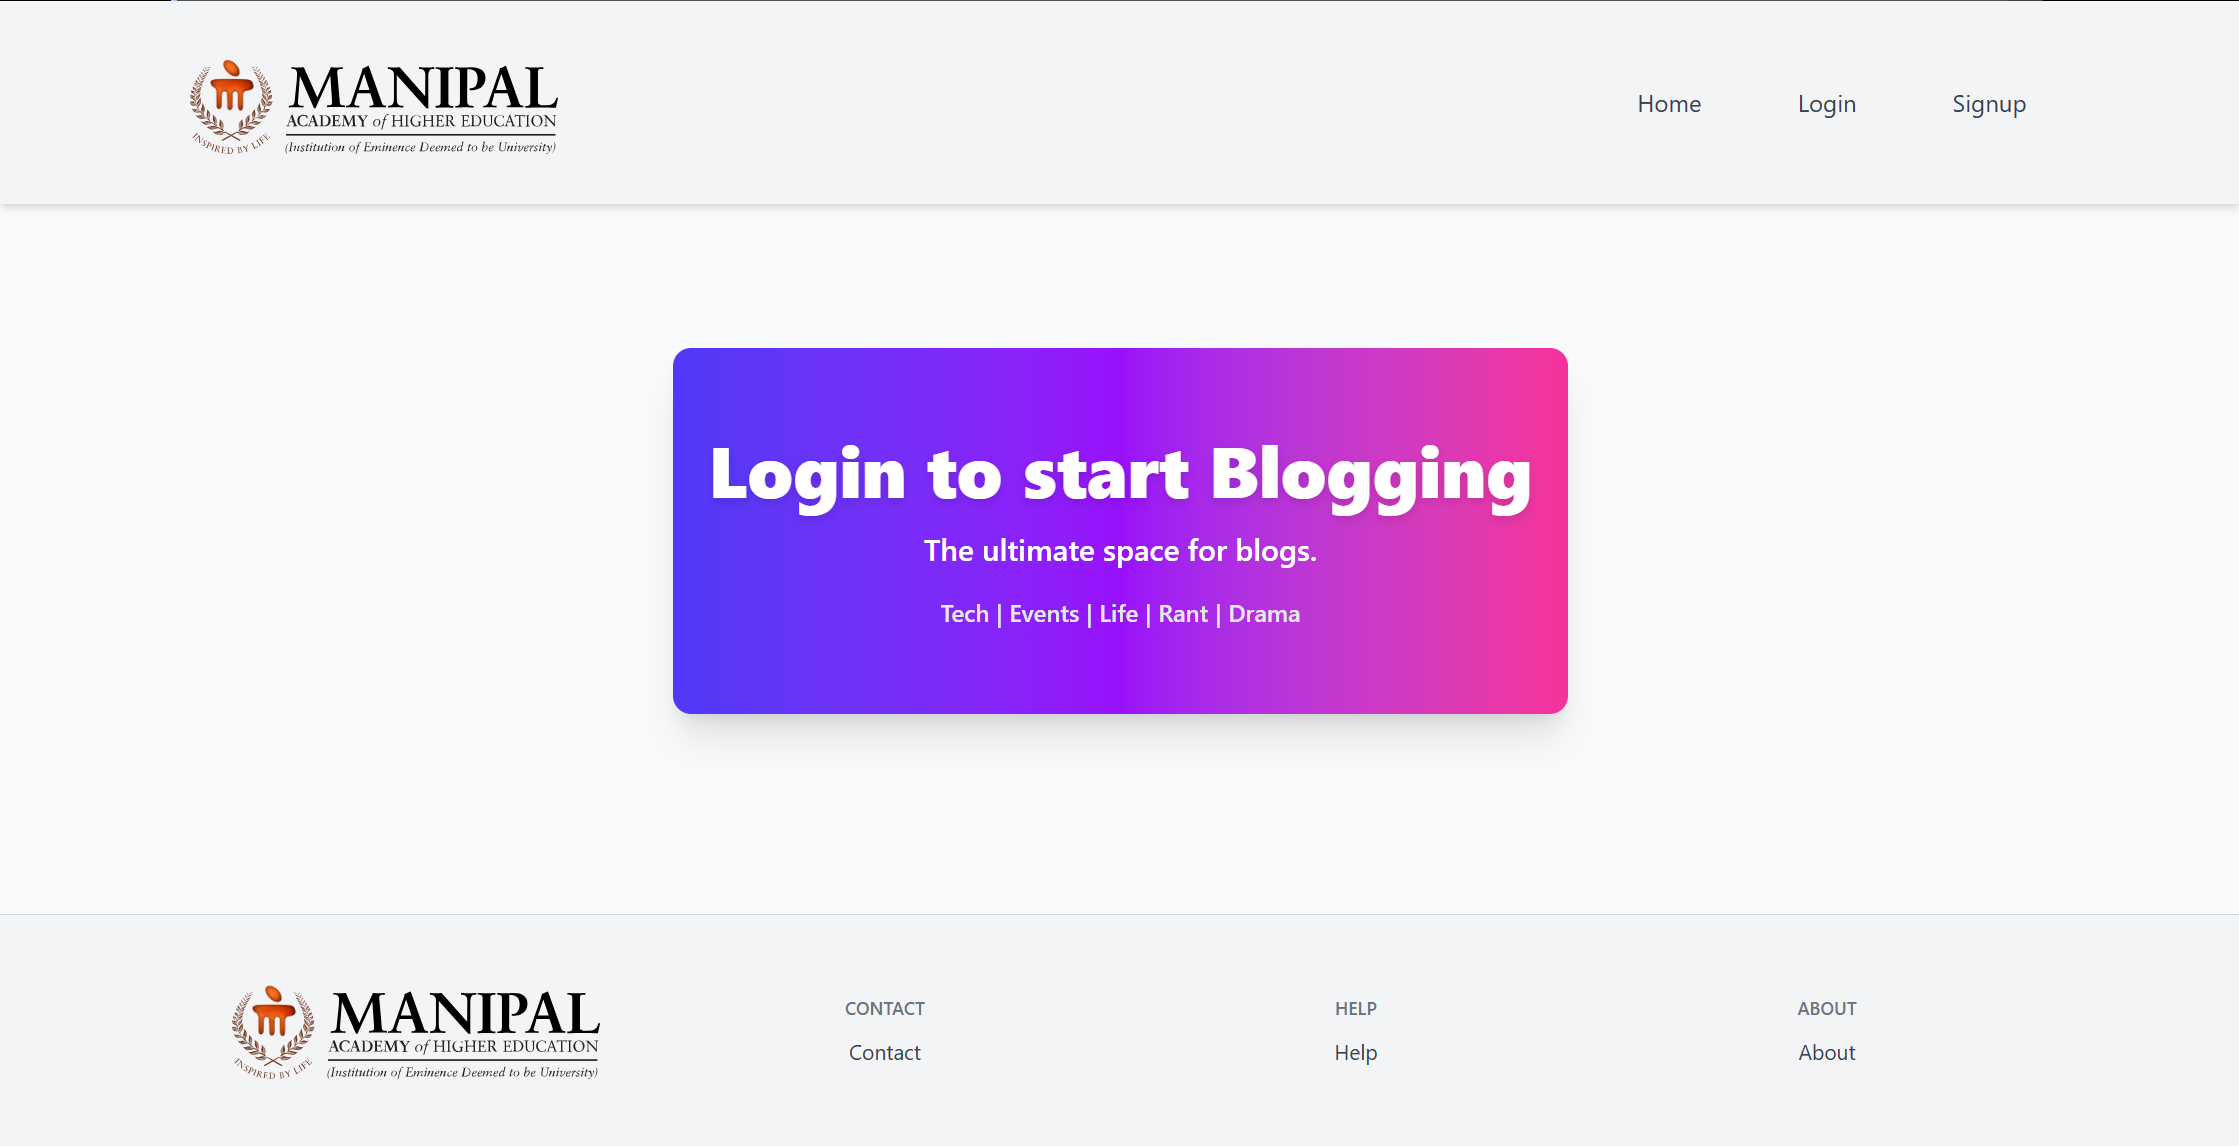 MANIPAL
ACADEMY of HIGHER EDUCATION
(Institution of Eminence Deemed to be University)
INSPIRED BY LIFE
Home
Login
Signup
Login to start Blogging
The ultimate space for blogs.
Tech | Events | Life | Rant | Drama
MANIPAL
ACADEMY of HIGHER EDUCATION
(Institution of Eminence Deemed to be University)
INSPIRED BY LIFE
CONTACT
Contact
HELP
Help
ABOUT
About